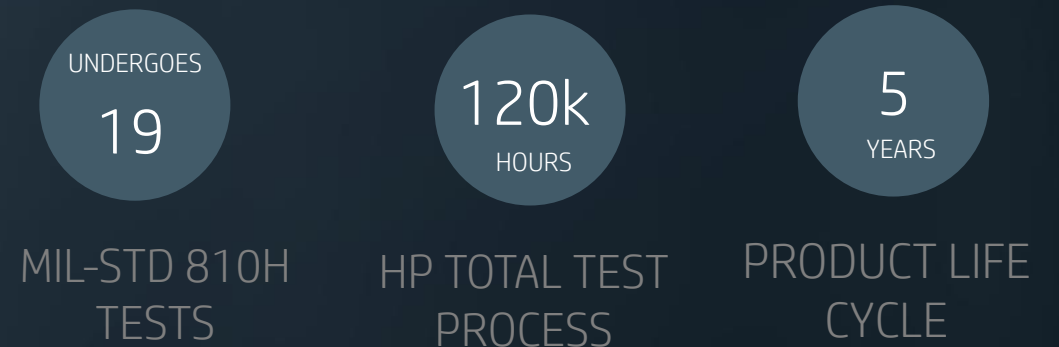 UNDERGOES
19
MIL-STD 810H
TESTS
120k
HOURS
HP TOTAL TEST
PROCESS
5
YEARS
PRODUCT LIFE
CYCLE